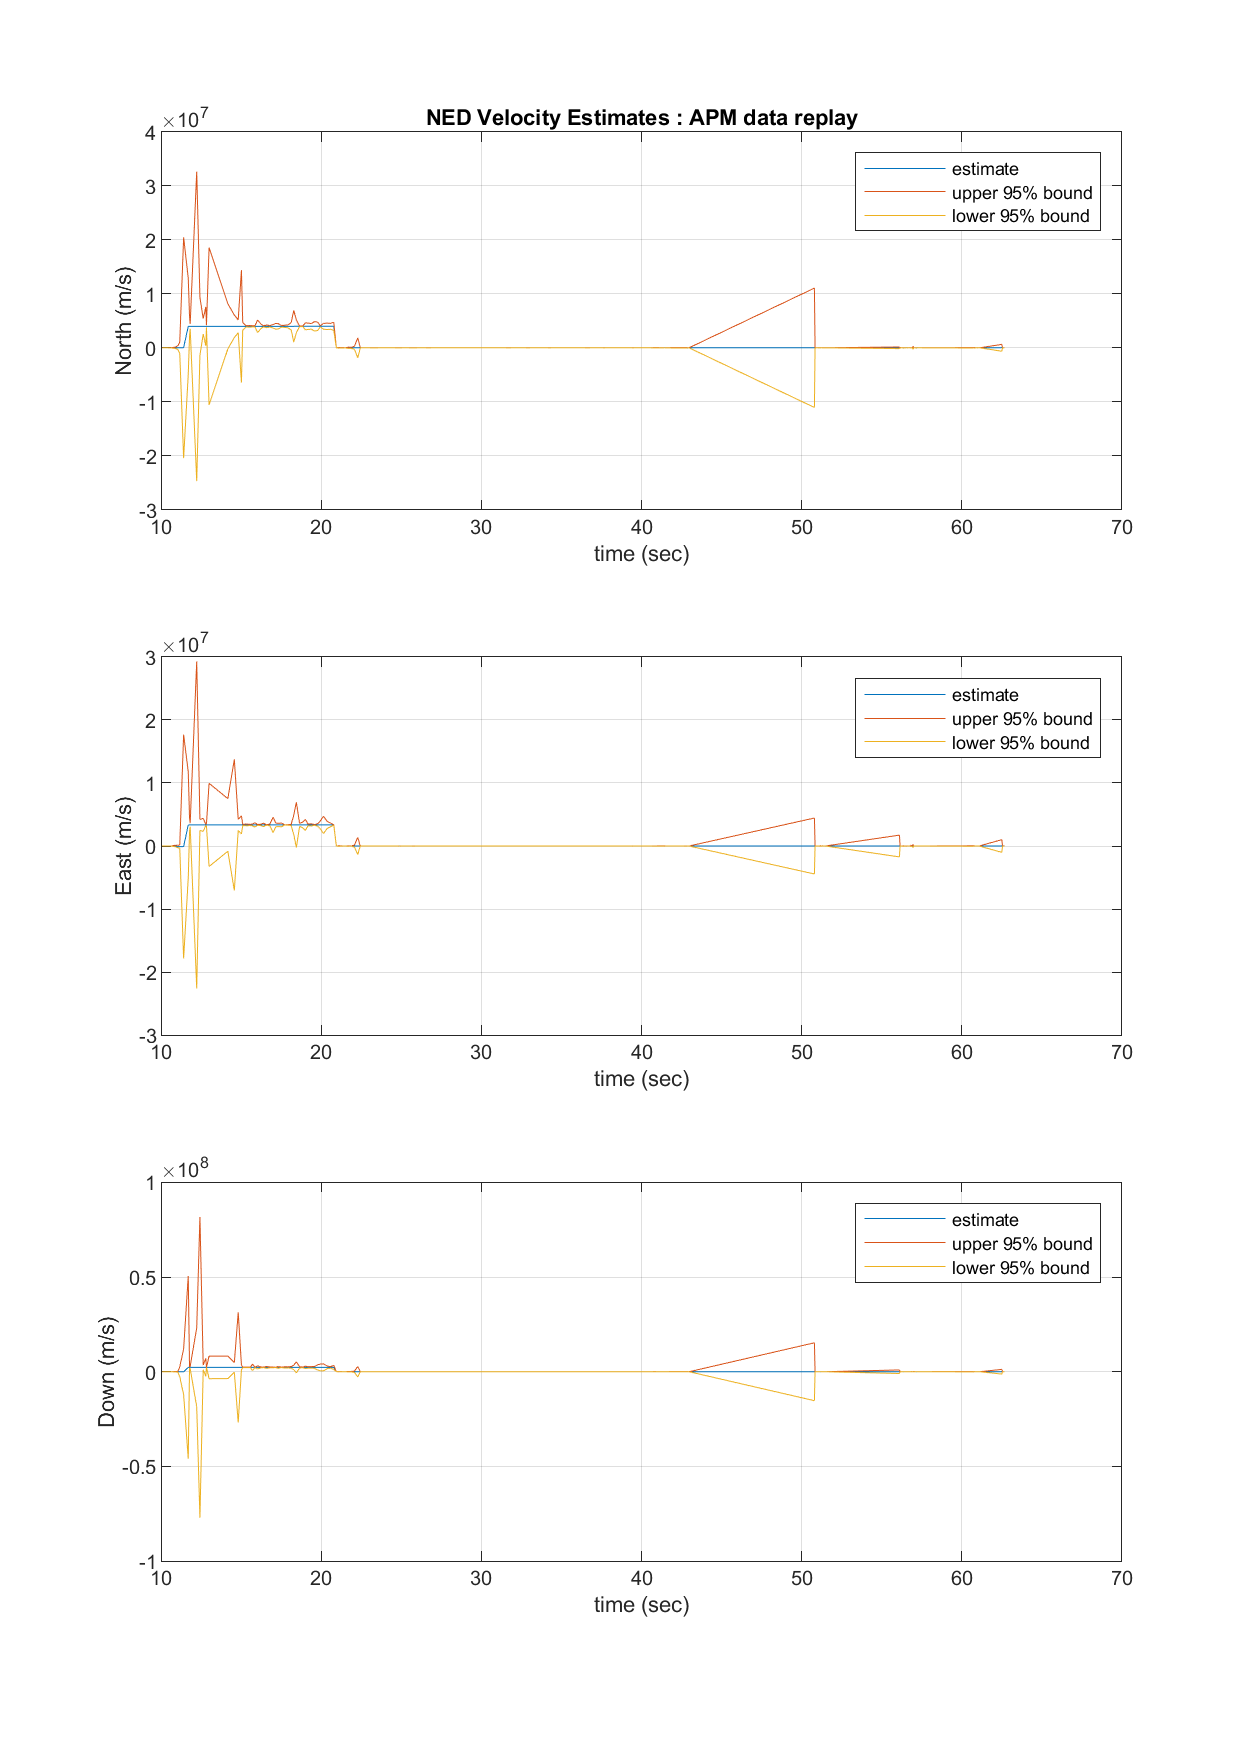 NED Velocity Estimates : APM data replay
×10^7
4
3
2
1
0
-1
-2
-3
North (m/s)
estimate
upper 95% bound
lower 95% bound
10 20 30 40 50 60 70
time (sec)
×10^7
3
2
1
0
-1
-2
-3
East (m/s)
estimate
upper 95% bound
lower 95% bound
10 20 30 40 50 60 70
time (sec)
×10^8
1
0.5
0
-0.5
-1
Down (m/s)
estimate
upper 95% bound
lower 95% bound
10 20 30 40 50 60 70
time (sec)